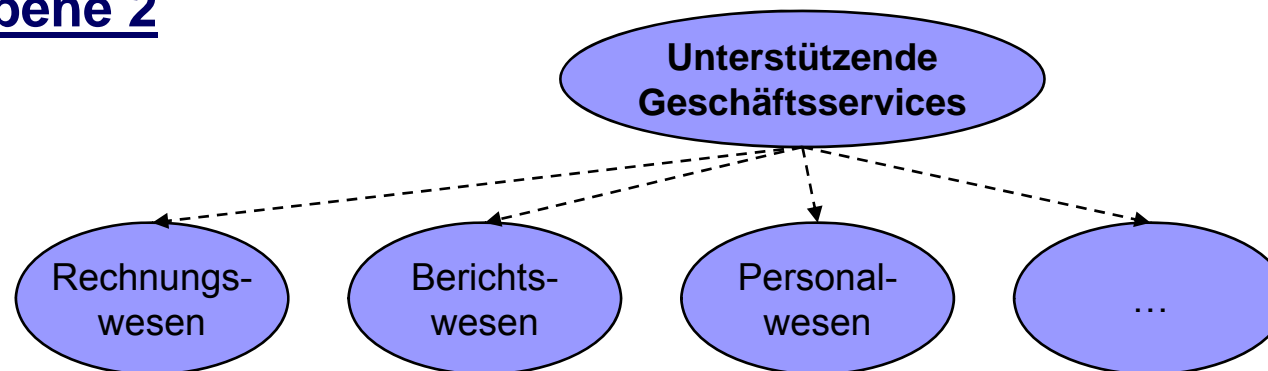 bene 2
Unterstützende
Geschäftsservices
Rechnungs-
wesen
Berichts-
wesen
Personal-
wesen
…